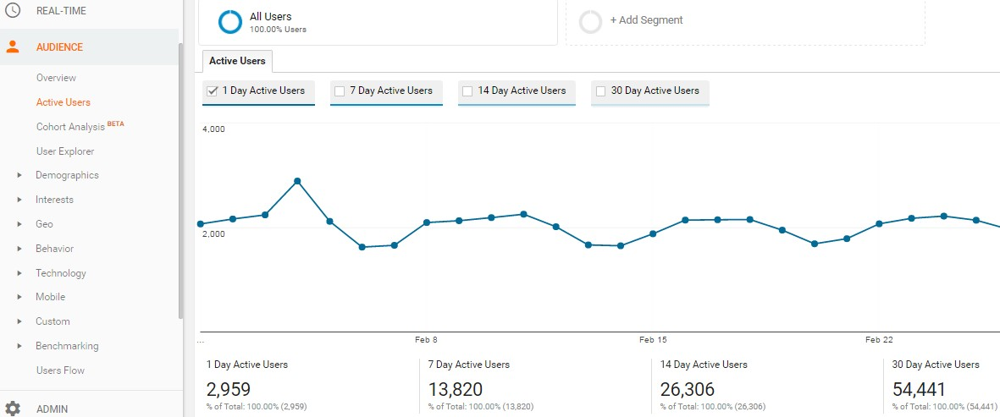 REAL-TIME
AUDIENCE
Overview
Active Users
Cohort Analysis BETA
User Explorer
Demographics
Interests
Geo
Behavior
Technology
Mobile
Custom
Benchmarking
Users Flow
ADMIN
All Users
100.00% Users
+ Add Segment
Active Users
1 Day Active Users 7 Day Active Users 14 Day Active Users 30 Day Active Users
4,000
2,000
... Feb 8 Feb 15 Feb 22
1 Day Active Users
2,959
% of Total: 100.00% (2,959)
7 Day Active Users
13,820
% of Total: 100.00% (13,820)
14 Day Active Users
26,306
% of Total: 100.00% (26,306)
30 Day Active Users
54,441
% of Total: 100.00% (54,441)